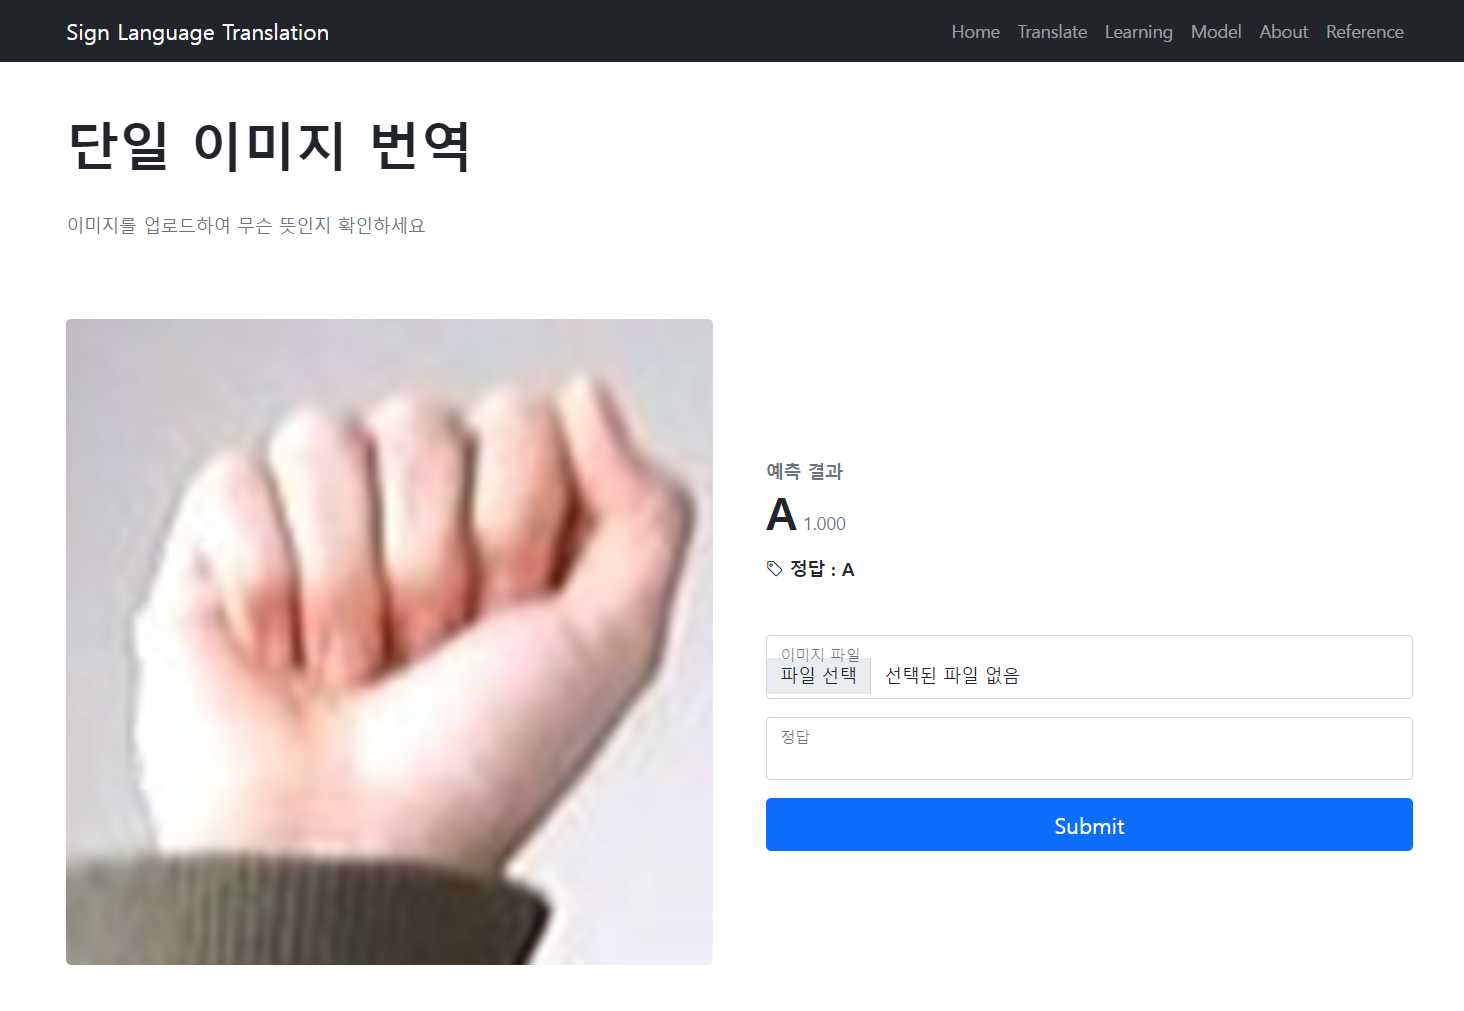 Sign Language Translation
Home Translate Learning Model About Reference
단일 이미지 번역
이미지를 업로드하여 무슨 뜻인지 확인하세요
예측 결과
A 1.000
정답 : A
이미지 파일
파일 선택 선택된 파일 없음
정답
Submit